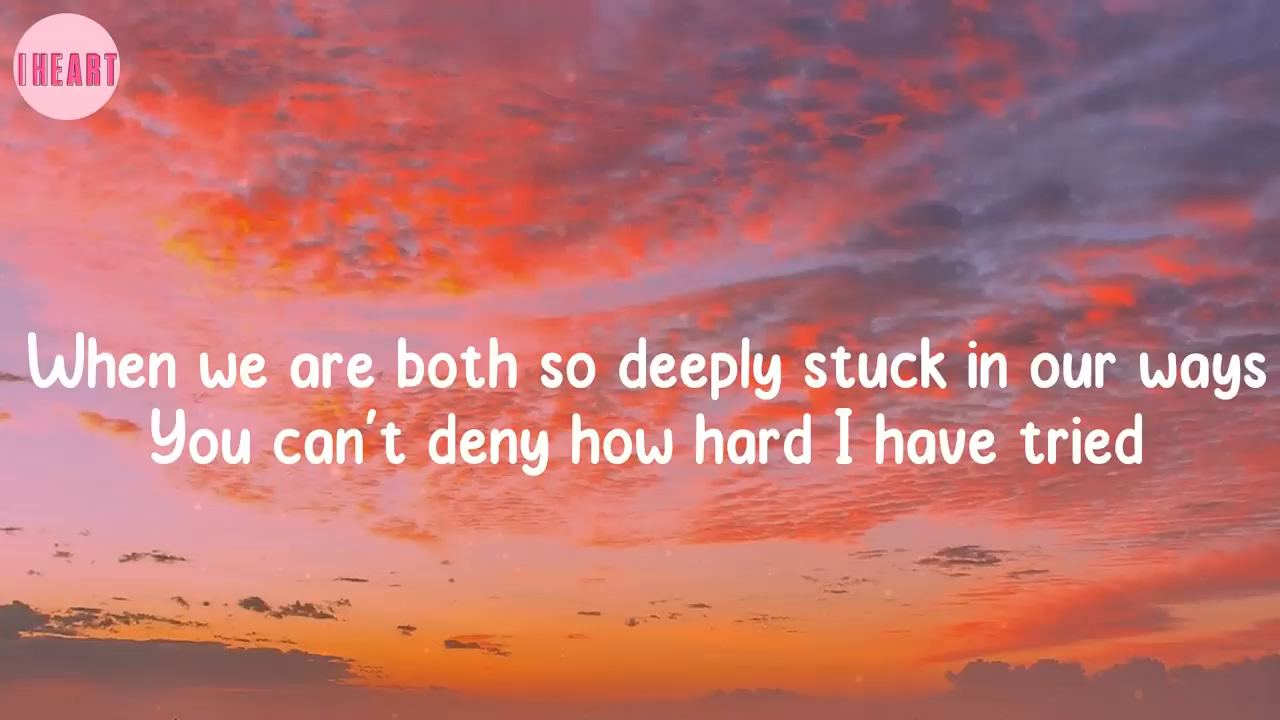 I HEART
When we are both so deeply stuck in our ways
You can't deny how hard I have tried